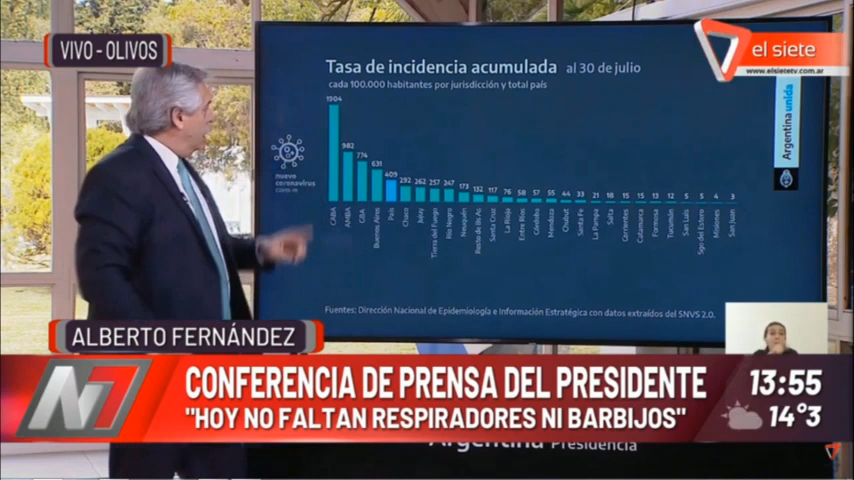 VIVO - OLIVOS
el siete
www.elsietetv.com.ar
Tasa de incidencia acumulada al 30 de julio
cada 100.000 habitantes por jurisdicción y total país
Argentina unida
nuevo
coronavirus
COVID-19
1904 982 774 631 409 292 262 257 247 173 132 117 76 58 57 55 44 33 21 18 15 15 13 12 5 5 4 3
CABA AMBA GBA Buenos Aires País Chaco Jujuy Tierra del Fuego Río Negro Neuquén Resto de Bs As Santa Cruz La Rioja Entre Ríos Córdoba Mendoza Chubut Santa Fe La Pampa Salta Corrientes Catamarca Formosa Tucumán San Luis Sgo del Estero Misiones San Juan
Fuentes: Dirección Nacional de Epidemiología e Información Estratégica con datos extraídos del SNVS 2.0.
ALBERTO FERNÁNDEZ
N7
CONFERENCIA DE PRENSA DEL PRESIDENTE
"HOY NO FALTAN RESPIRADORES NI BARBIJOS"
13:55
14°3
Argentina Presidencia